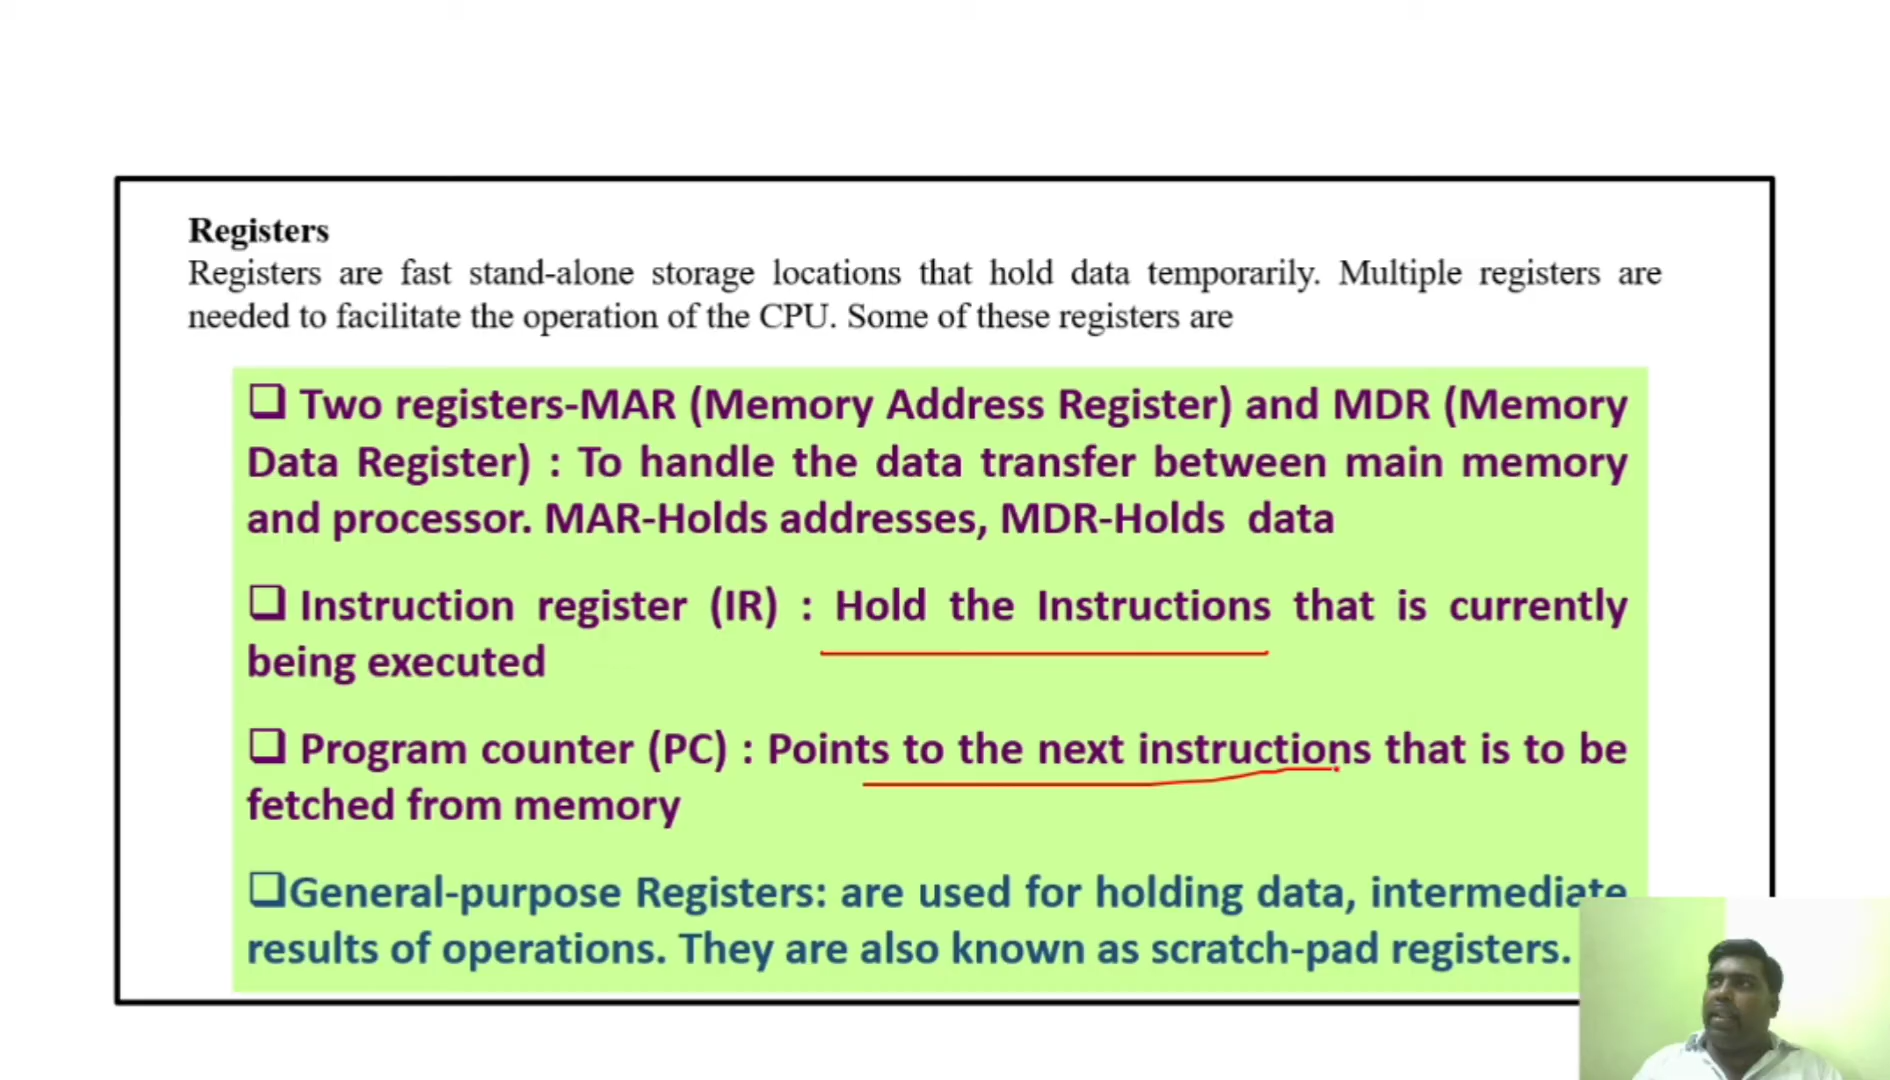 Registers
Registers are fast stand-alone storage locations that hold data temporarily. Multiple registers are
needed to facilitate the operation of the CPU. Some of these registers are
❑ Two registers-MAR (Memory Address Register) and MDR (Memory
Data Register) : To handle the data transfer between main memory
and processor. MAR-Holds addresses, MDR-Holds data
❑ Instruction register (IR) : Hold the Instructions that is currently
being executed
❑ Program counter (PC) : Points to the next instructions that is to be
fetched from memory
❑General-purpose Registers: are used for holding data, intermediate
results of operations. They are also known as scratch-pad registers.